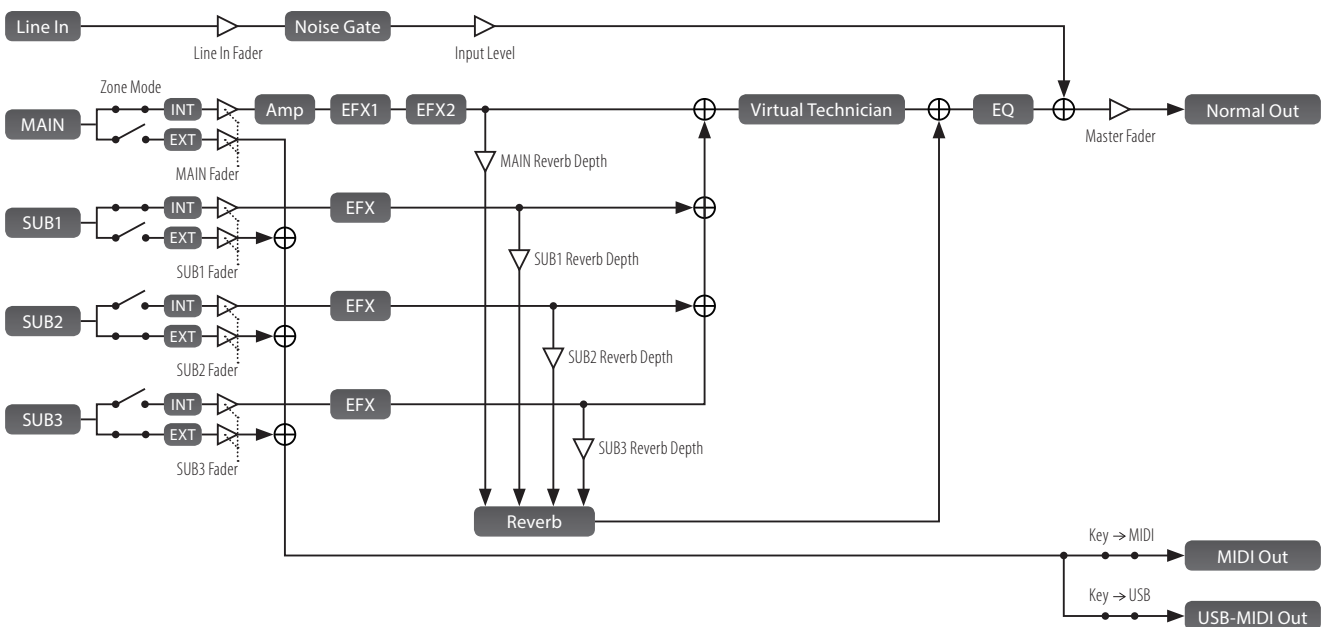 Line In
Noise Gate
Line In Fader
Input Level
Zone Mode
MAIN
INT
EXT
Amp
EFX1
EFX2
Virtual Technician
EQ
Normal Out
Master Fader
MAIN Fader
MAIN Reverb Depth
SUB1
INT
EXT
EFX
SUB1 Fader
SUB1 Reverb Depth
SUB2
INT
EXT
EFX
SUB2 Fader
SUB2 Reverb Depth
SUB3
INT
EXT
EFX
SUB3 Fader
SUB3 Reverb Depth
Reverb
Key → MIDI
MIDI Out
Key → USB
USB-MIDI Out